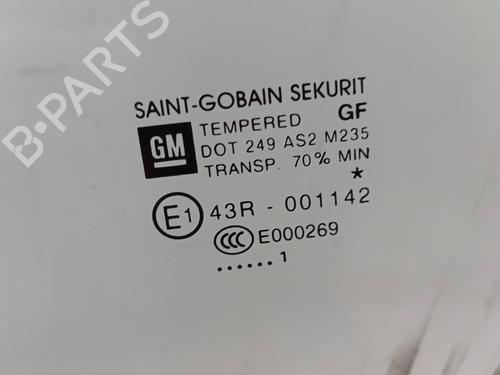 SAINT-GOBAIN SEKURIT
GM TEMPERED GF
DOT 249 AS2 M235
TRANSP. 70% MIN
*
E1 43R - 001142
CCC E000269
...... 1
B-PARTS